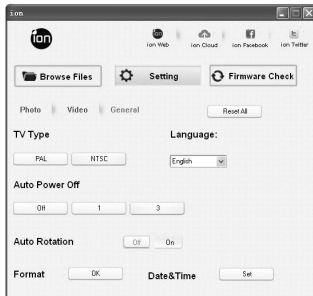 ion
ion
ion Web ion Cloud ion Facebook ion Twitter
Browse Files Setting Firmware Check
Photo Video General Reset All
TV Type Language:
PAL NTSC English
Auto Power Off
Off 1 3
Auto Rotation Off On
Format OK Date&Time Set